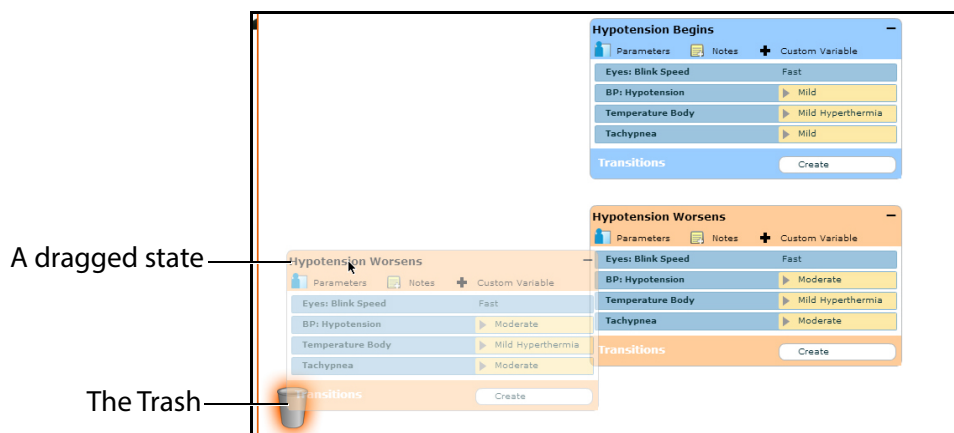 Hypotension Begins
Parameters Notes Custom Variable
Eyes: Blink Speed Fast
BP: Hypotension Mild
Temperature Body Mild Hyperthermia
Tachypnea Mild
Transitions Create
Hypotension Worsens
Parameters Notes Custom Variable
Eyes: Blink Speed Fast
BP: Hypotension Moderate
Temperature Body Mild Hyperthermia
Tachypnea Moderate
Transitions Create
A dragged state
Hypotension Worsens
Parameters Notes Custom Variable
Eyes: Blink Speed Fast
BP: Hypotension Moderate
Temperature Body Mild Hyperthermia
Tachypnea Moderate
Transitions Create
The Trash